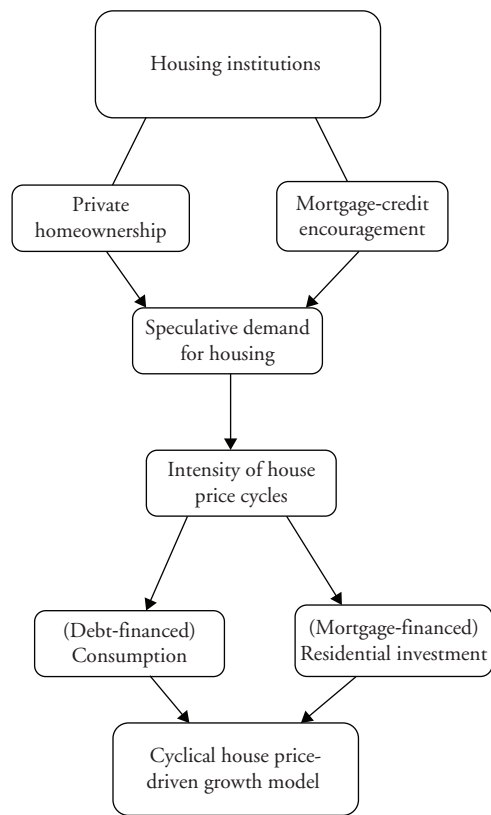 Housing institutions
Private
homeownership
Mortgage-credit
encouragement
Speculative demand
for housing
Intensity of house
price cycles
(Debt-financed)
Consumption
(Mortgage-financed)
Residential investment
Cyclical house price-
driven growth model